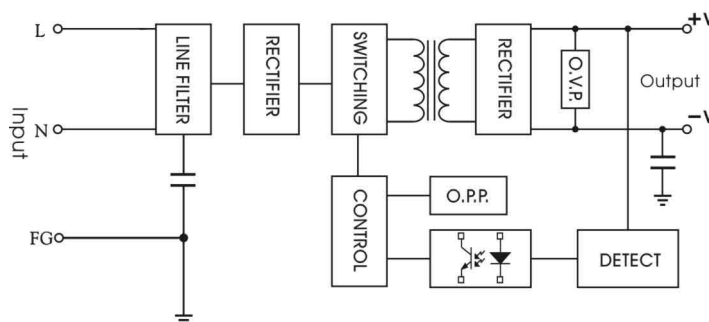 L
N
FG
Input
LINE FILTER
RECTIFIER
SWITCHING
RECTIFIER
O.V.P.
+V
Output
-V
CONTROL
O.P.P.
DETECT